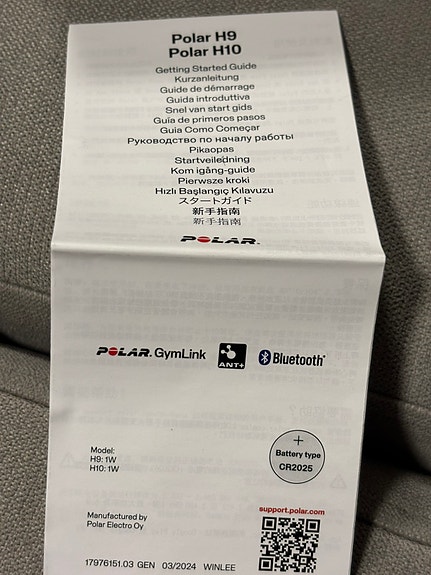 Polar H9
Polar H10
Getting Started Guide
Kurzanleitung
Guide de démarrage
Guida introduttiva
Snel van start gids
Guía de primeros pasos
Guia Como Começar
Руководство по началу работы
Pikaopas
Startveiledning
Kom igång-guide
Pierwsze kroki
Hızlı Başlangıç Kılavuzu
スタートガイド
新手指南
新手指南
POLAR.
POLAR. GymLink
ANT+
Bluetooth®
+
Battery type
CR2025
Model:
H9: 1W
H10: 1W
Manufactured by
Polar Electro Oy
support.polar.com
17976151.03 GEN 03/2024 WINLEE